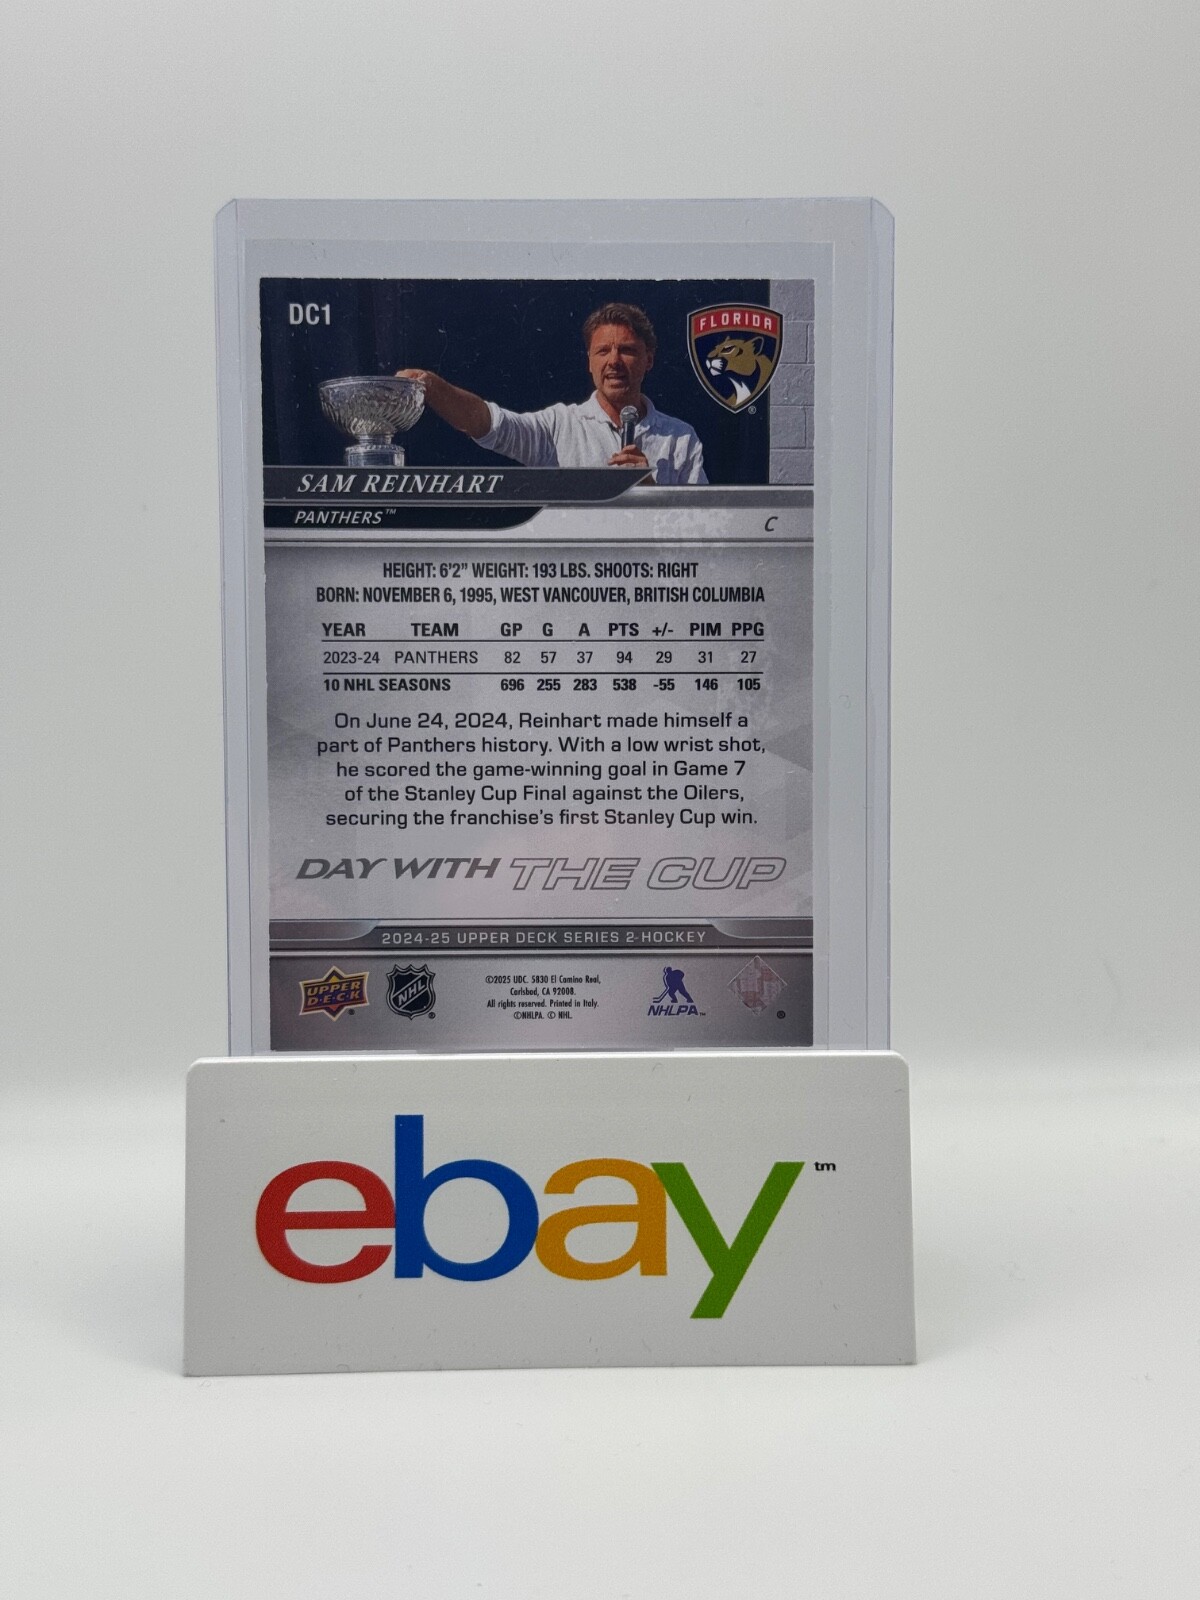 DC1
FLORIDA
®
SAM REINHART
PANTHERS™
C
HEIGHT: 6'2" WEIGHT: 193 LBS. SHOOTS: RIGHT
BORN: NOVEMBER 6, 1995, WEST VANCOUVER, BRITISH COLUMBIA
YEAR TEAM GP G A PTS +/- PIM PPG
2023-24 PANTHERS 82 57 37 94 29 31 27
10 NHL SEASONS 696 255 283 538 -55 146 105
On June 24, 2024, Reinhart made himself a
part of Panthers history. With a low wrist shot,
he scored the game-winning goal in Game 7
of the Stanley Cup Final against the Oilers,
securing the franchise's first Stanley Cup win.
DAY WITH THE CUP
2024-25 UPPER DECK SERIES 2-HOCKEY
UPPER
D·E·C·K
®
NHL
®
©2025 UDC. 5830 El Camino Real,
Carlsbad, CA 92008.
All rights reserved. Printed in Italy.
©NHLPA. © NHL.
NHLPA™
®
ebay™